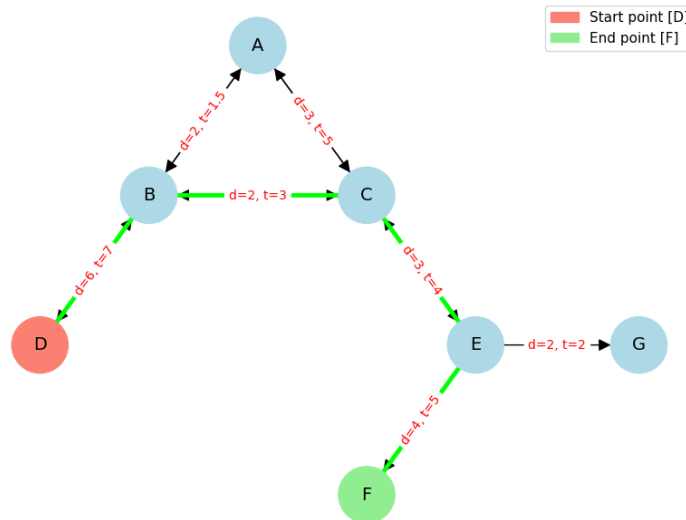 Start point [D]
End point [F]
A
d=2, t=1.5
d=3, t=5
B
d=2, t=3
C
d=6, t=7
d=3, t=4
D
E
d=2, t=2
G
d=4, t=5
F